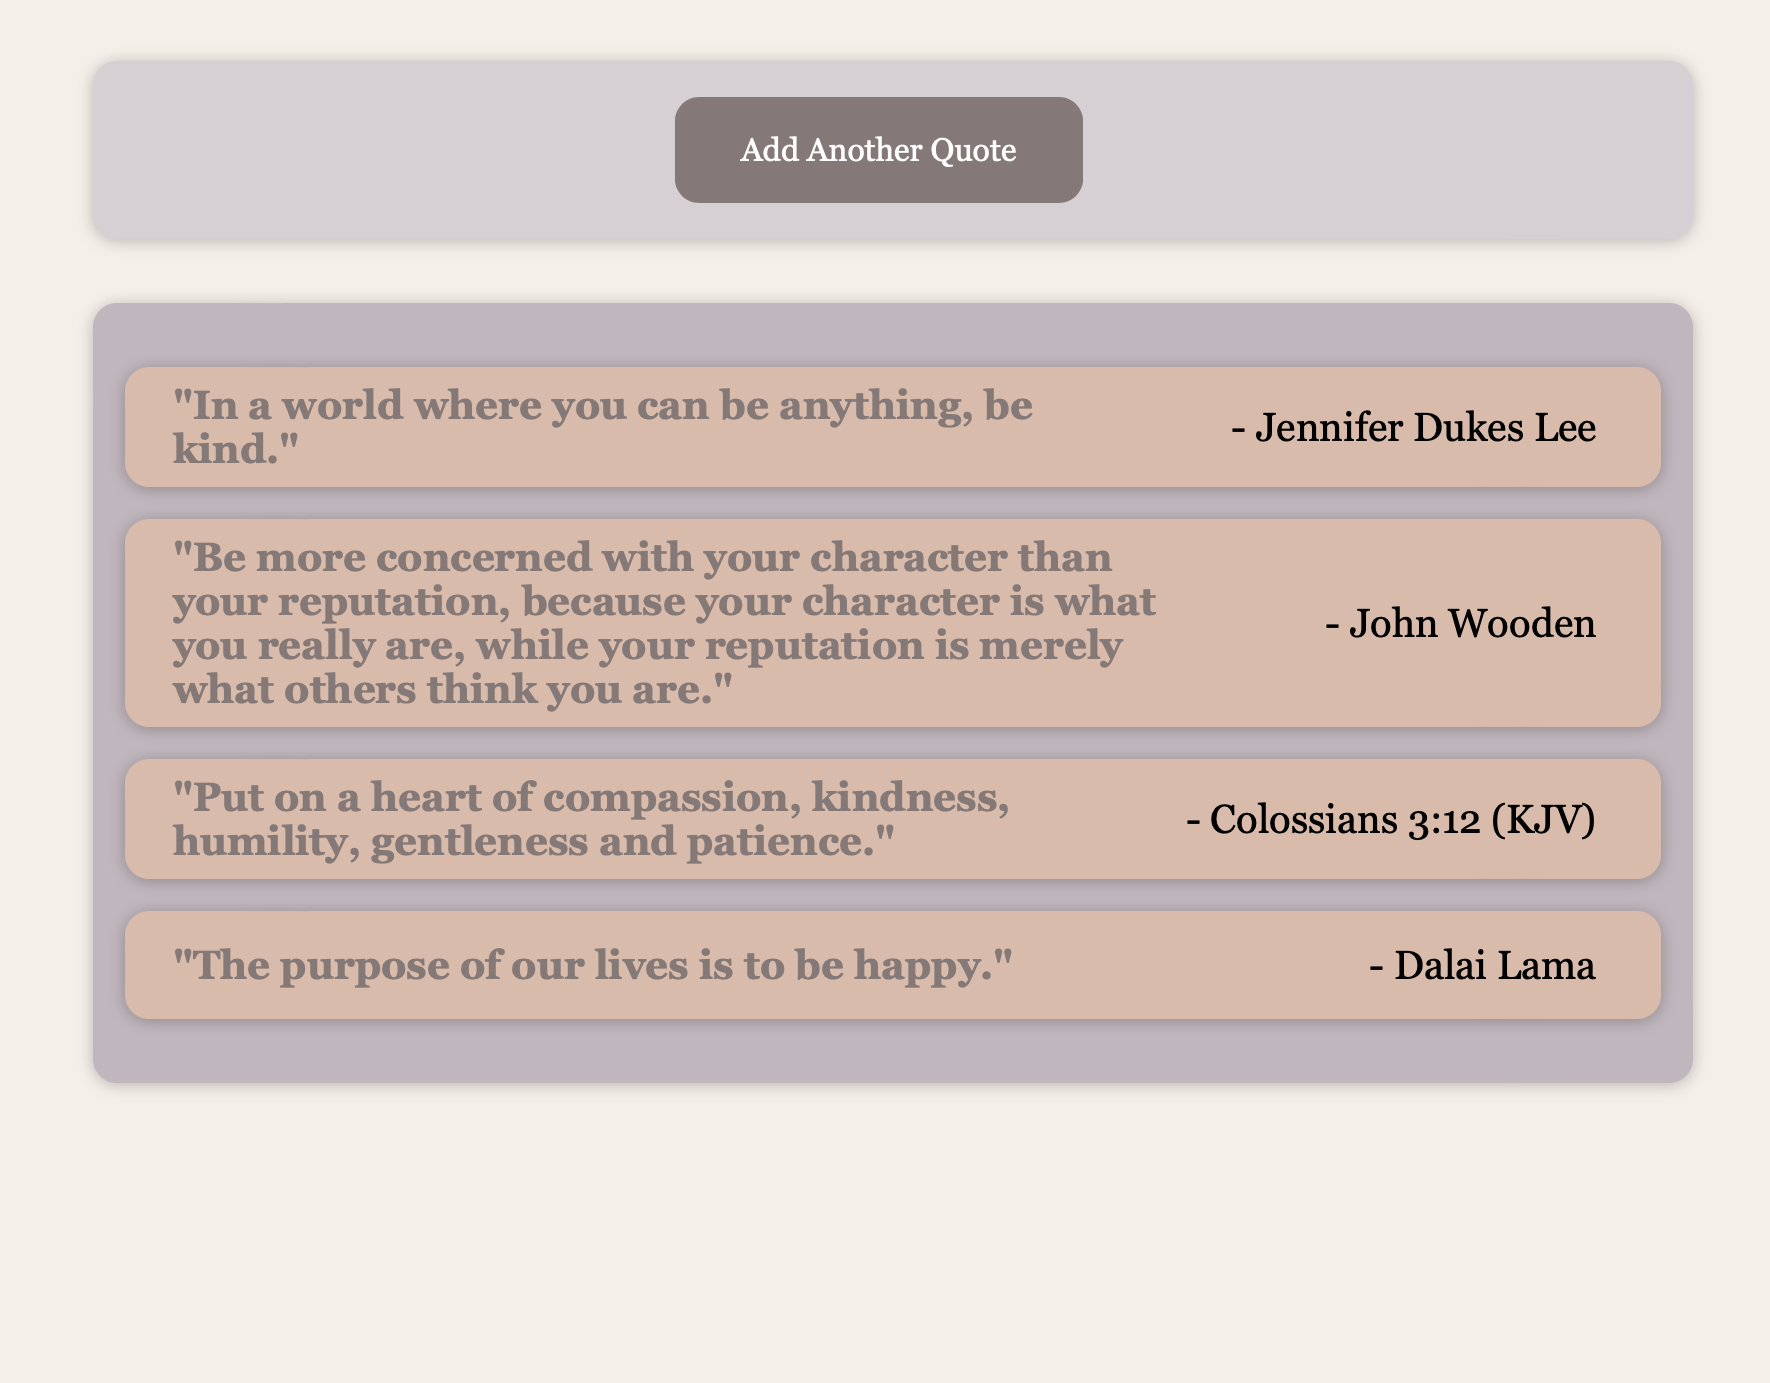 Add Another Quote
"In a world where you can be anything, be
kind."
- Jennifer Dukes Lee
"Be more concerned with your character than
your reputation, because your character is what
you really are, while your reputation is merely
what others think you are."
- John Wooden
"Put on a heart of compassion, kindness,
humility, gentleness and patience."
- Colossians 3:12 (KJV)
"The purpose of our lives is to be happy."
- Dalai Lama